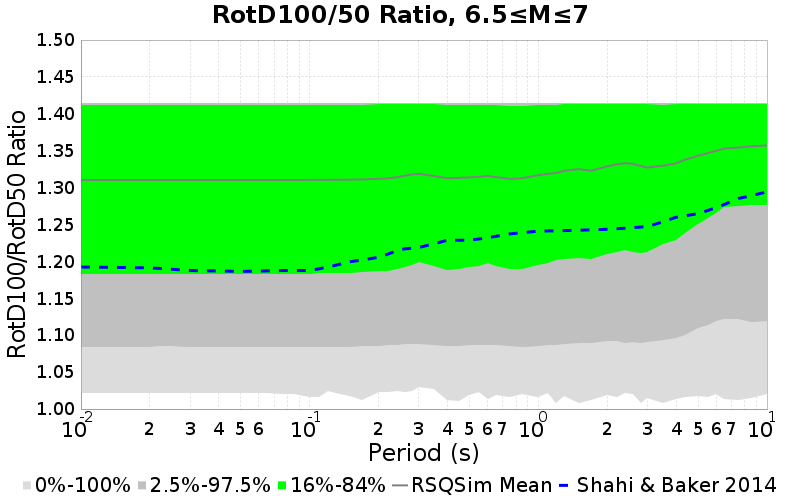 RotD100/50 Ratio, 6.5≤M≤7
1.50
1.45
1.40
1.35
1.30
1.25
1.20
1.15
1.10
1.05
1.00
RotD100/RotD50 Ratio
10-2 2 3 4 5 6 10-1 2 3 4 5 6 7 100 2 3 4 5 6 7 101
Period (s)
0%-100% 2.5%-97.5% 16%-84% RSQSim Mean Shahi & Baker 2014